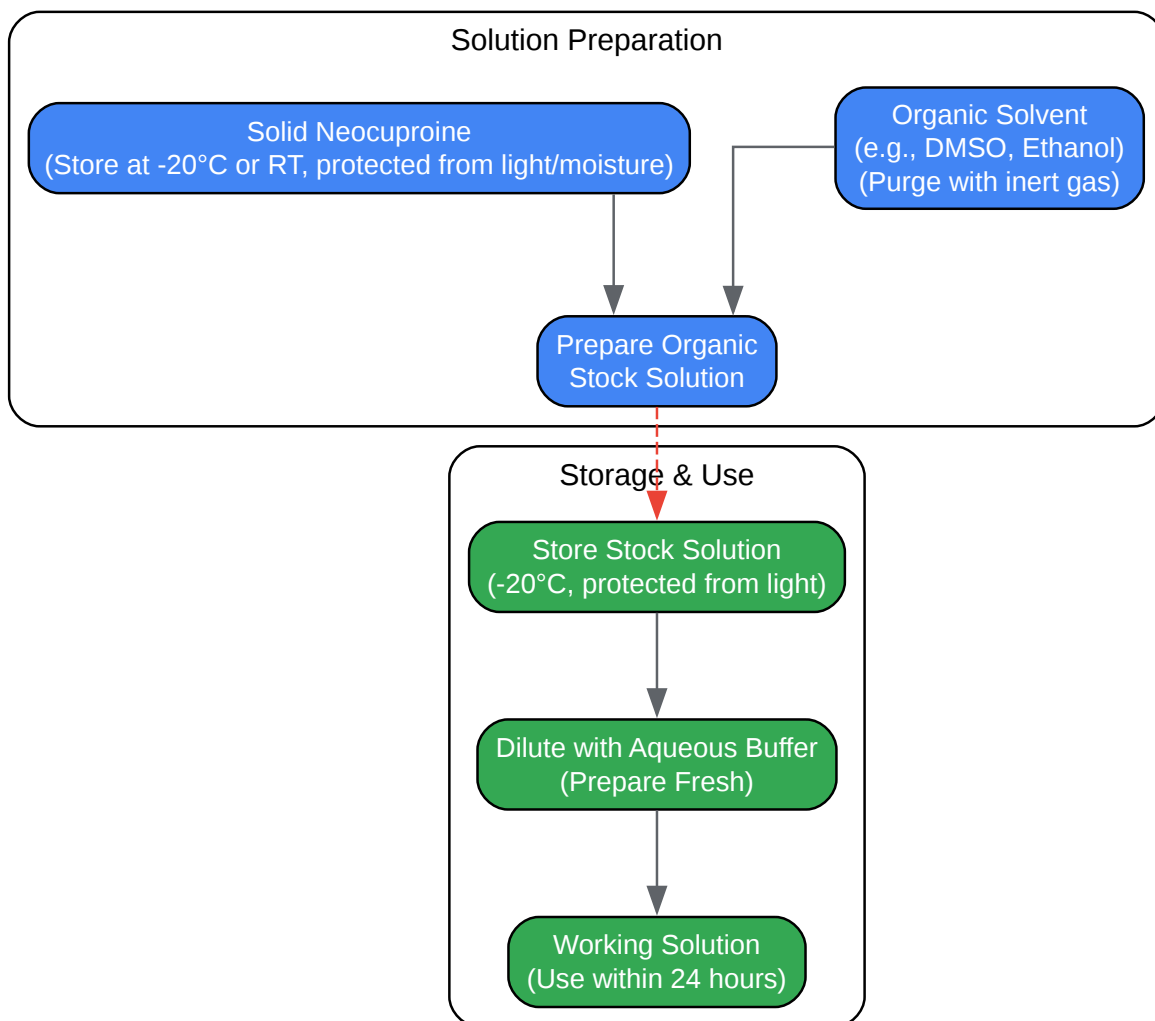 Solution Preparation
Solid Neocuproine
(Store at -20°C or RT, protected from light/moisture)
Organic Solvent
(e.g., DMSO, Ethanol)
(Purge with inert gas)
Prepare Organic
Stock Solution
Storage & Use
Store Stock Solution
(-20°C, protected from light)
Dilute with Aqueous Buffer
(Prepare Fresh)
Working Solution
(Use within 24 hours)